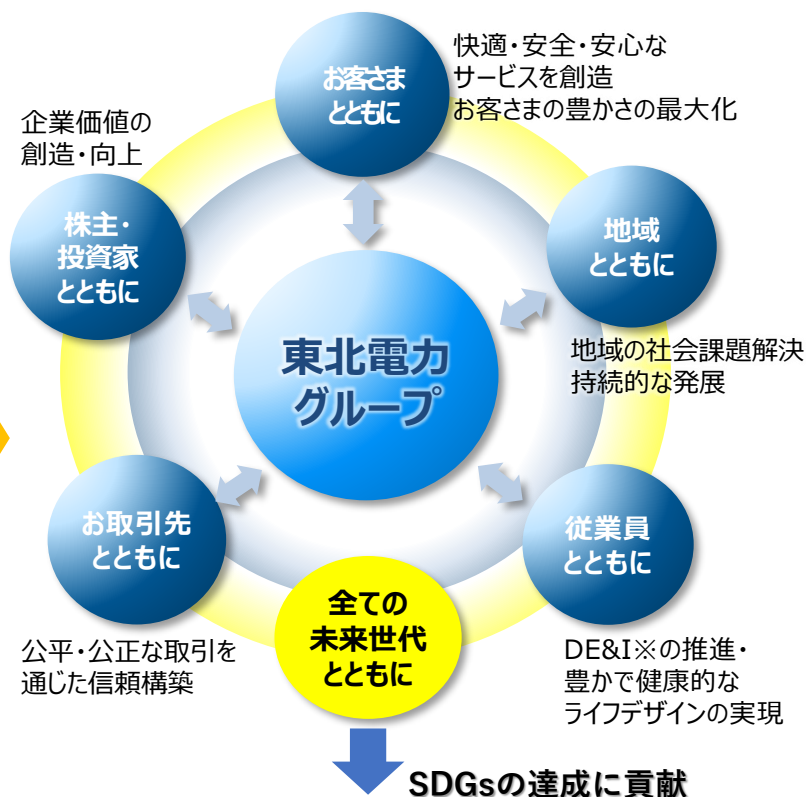 お客さま
とともに
快適・安全・安心な
サービスを創造
お客さまの豊かさの最大化
企業価値の
創造・向上
株主・
投資家
とともに
地域
とともに
地域の社会課題解決
持続的な発展
東北電力
グループ
お取引先
とともに
公平・公正な取引を
通じた信頼構築
従業員
とともに
DE&I※の推進・
豊かで健康的な
ライフデザインの実現
全ての
未来世代
とともに
SDGsの達成に貢献